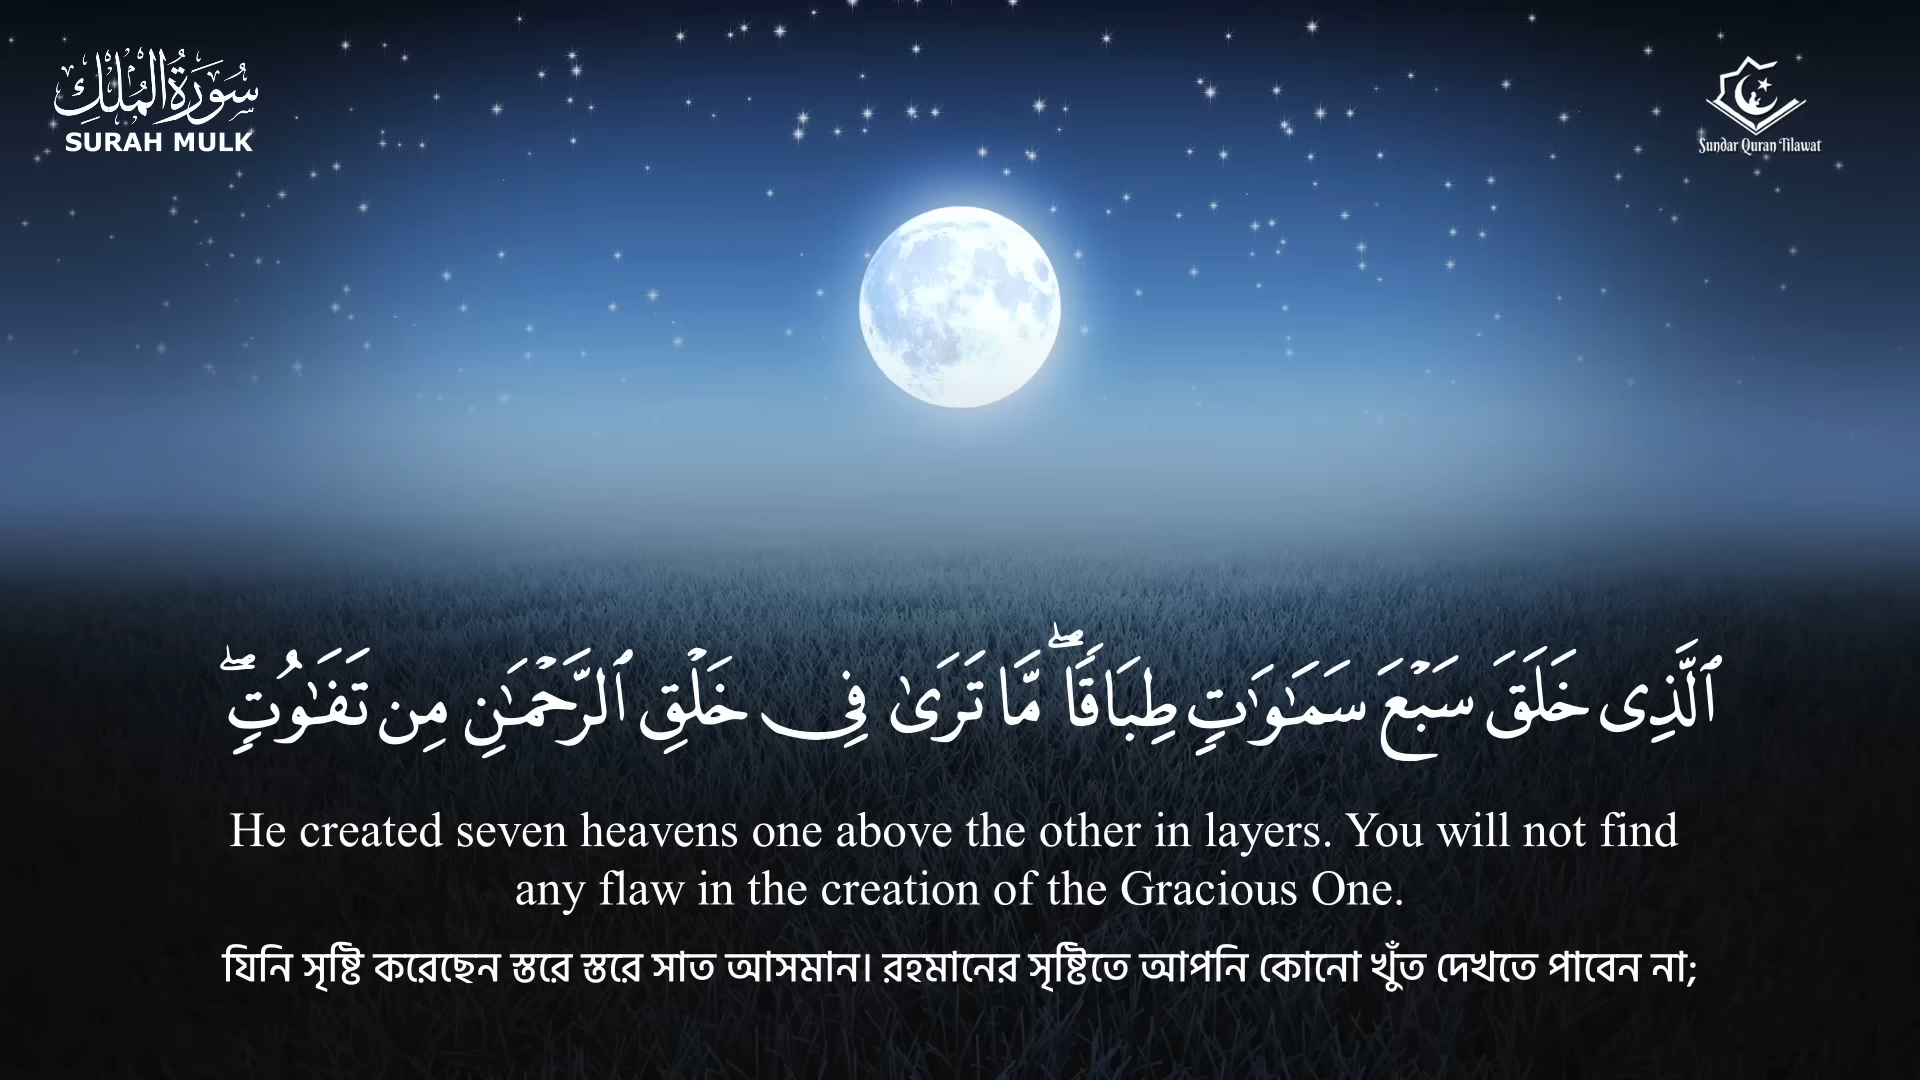 سُورَةُ الْمُلْكِ
SURAH MULK
Sundar Quran Tilawat
ٱلَّذِى خَلَقَ سَبْعَ سَمَٰوَٰتٍ طِبَاقًا ۖ مَّا تَرَىٰ فِى خَلْقِ ٱلرَّحْمَٰنِ مِن تَفَٰوُتٍ ۖ
He created seven heavens one above the other in layers. You will not find
any flaw in the creation of the Gracious One.
যিনি সৃষ্টি করেছেন স্তরে স্তরে সাত আসমান। রহমানের সৃষ্টিতে আপনি কোনো খুঁত দেখতে পাবেন না;